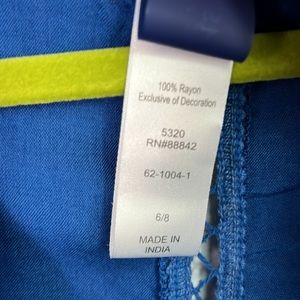 100% Rayon
Exclusive of Decoration
5320
RN#88842
62-1004-1
6/8
MADE IN
INDIA